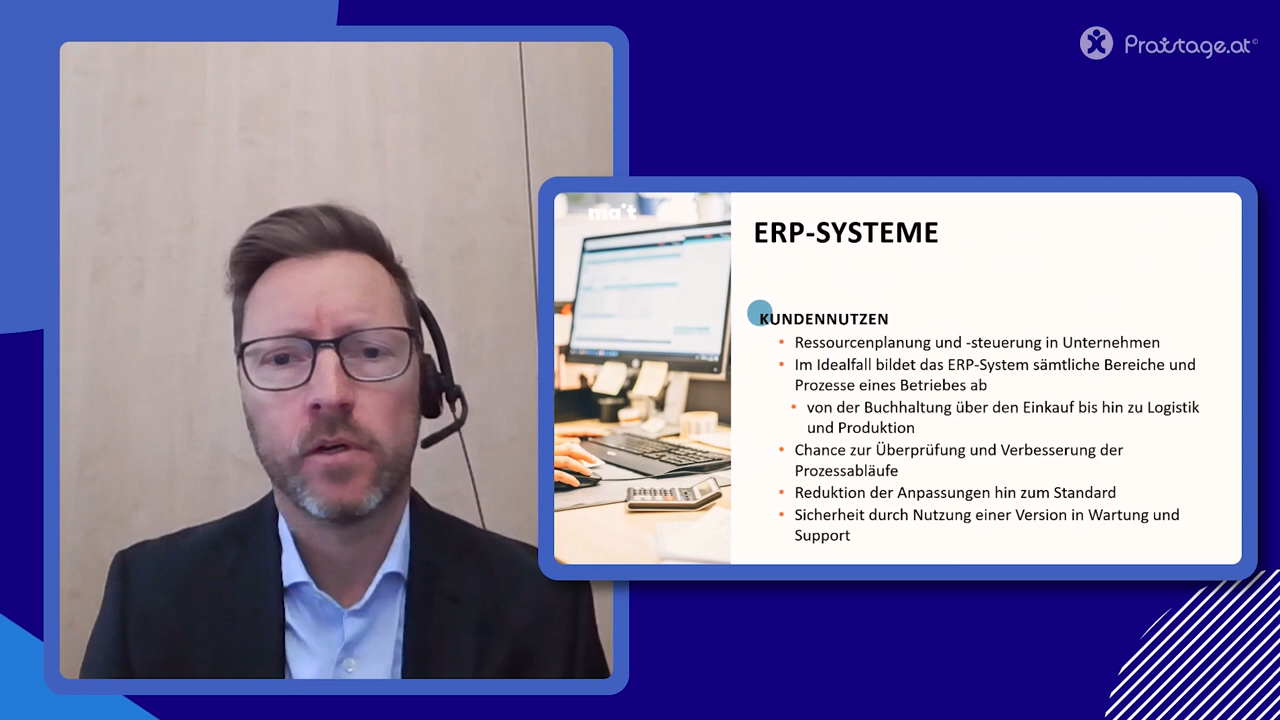 Praxstage.at©
mait
ERP-SYSTEME
KUNDENNUTZEN
• Ressourcenplanung und -steuerung in Unternehmen
• Im Idealfall bildet das ERP-System sämtliche Bereiche und
Prozesse eines Betriebes ab
• von der Buchhaltung über den Einkauf bis hin zu Logistik
und Produktion
• Chance zur Überprüfung und Verbesserung der
Prozessabläufe
• Reduktion der Anpassungen hin zum Standard
• Sicherheit durch Nutzung einer Version in Wartung und
Support